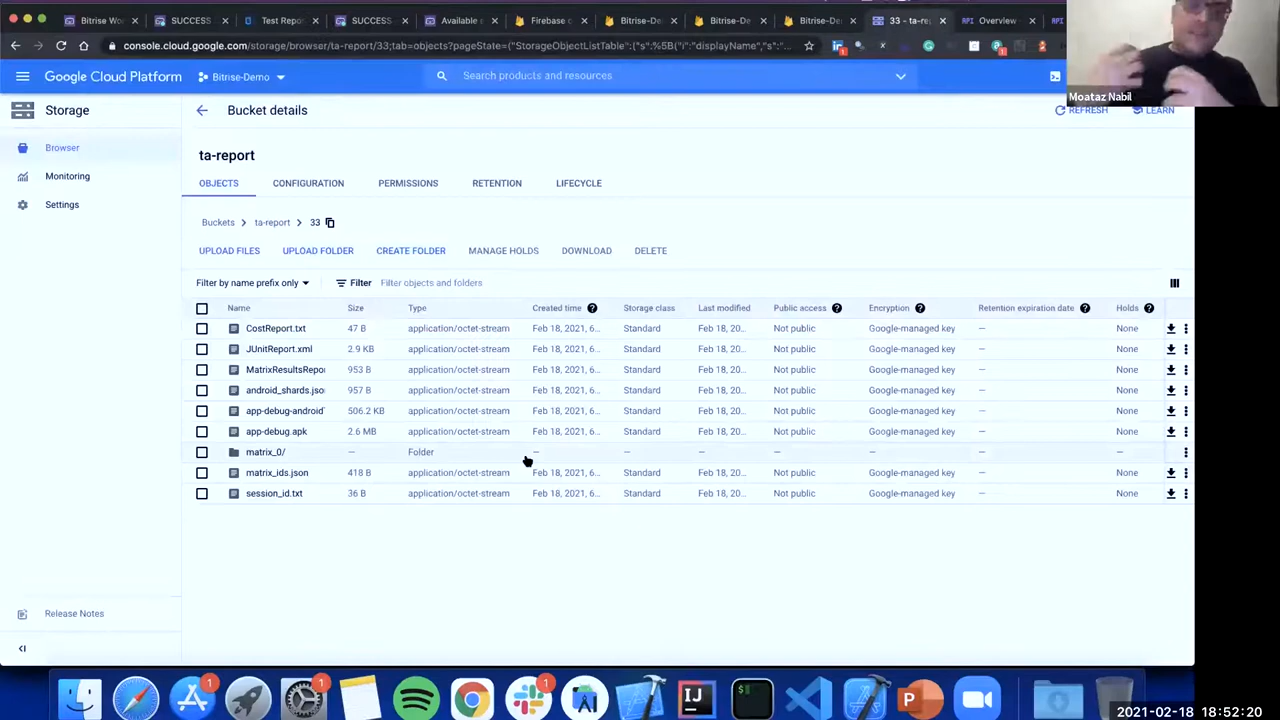 Bitrise Wo
SUCCESS
Test Repo
SUCCESS
Available
Firebase c
Bitrise-De
Bitrise-De
Bitrise-De
33 – ta-re
API Overview
API
console.cloud.google.com/storage/browser/ta-report/33;tab=objects?pageState=("StorageObjectListTable":("s":%5B("i":"displayName","s":...
Google Cloud Platform
Bitrise-Demo
Search products and resources
Moataz Nabil
Storage
Bucket details
REFRESH
LEARN
Browser
Monitoring
Settings
ta-report
OBJECTS CONFIGURATION PERMISSIONS RETENTION LIFECYCLE
Buckets > ta-report > 33
UPLOAD FILES UPLOAD FOLDER CREATE FOLDER MANAGE HOLDS DOWNLOAD DELETE
Filter by name prefix only Filter Filter objects and folders
Name Size Type Created time Storage class Last modified Public access Encryption Retention expiration date Holds
CostReport.txt 47 B application/octet-stream Feb 18, 2021, 6... Standard Feb 18, 20... Not public Google-managed key — None
JUnitReport.xml 2.9 KB application/octet-stream Feb 18, 2021, 6... Standard Feb 18, 20... Not public Google-managed key — None
MatrixResultsRepo 953 B application/octet-stream Feb 18, 2021, 6... Standard Feb 18, 20... Not public Google-managed key — None
android_shards.jso 957 B application/octet-stream Feb 18, 2021, 6... Standard Feb 18, 20... Not public Google-managed key — None
app-debug-android 506.2 KB application/octet-stream Feb 18, 2021, 6... Standard Feb 18, 20... Not public Google-managed key — None
app-debug.apk 2.6 MB application/octet-stream Feb 18, 2021, 6... Standard Feb 18, 20... Not public Google-managed key — None
matrix_0/ — Folder — — — — — — —
matrix_ids.json 418 B application/octet-stream Feb 18, 2021, 6... Standard Feb 18, 20... Not public Google-managed key — None
session_id.txt 36 B application/octet-stream Feb 18, 2021, 6... Standard Feb 18, 20... Not public Google-managed key — None
Release Notes
1
1
1
2021-02-18 18:52:20